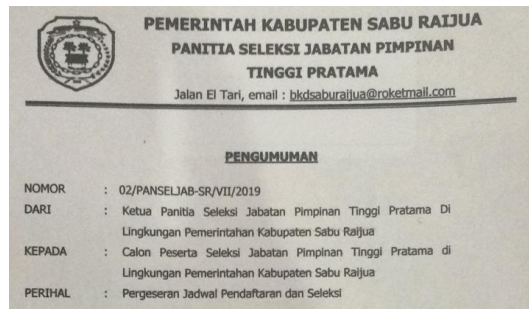 PEMERINTAH KABUPATEN SABU RAIJUA
PANITIA SELEKSI JABATAN PIMPINAN
TINGGI PRATAMA
Jalan El Tari, email : bkdsaburaijua@roketmail.com
PENGUMUMAN
NOMOR : 02/PANSELJAB-SR/VII/2019
DARI : Ketua Panitia Seleksi Jabatan Pimpinan Tinggi Pratama Di
Lingkungan Pemerintahan Kabupaten Sabu Raijua
KEPADA : Calon Peserta Seleksi Jabatan Pimpinan Tinggi Pratama di
Lingkungan Pemerintahan Kabupaten Sabu Raijua
PERIHAL : Pergeseran Jadwal Pendaftaran dan Seleksi